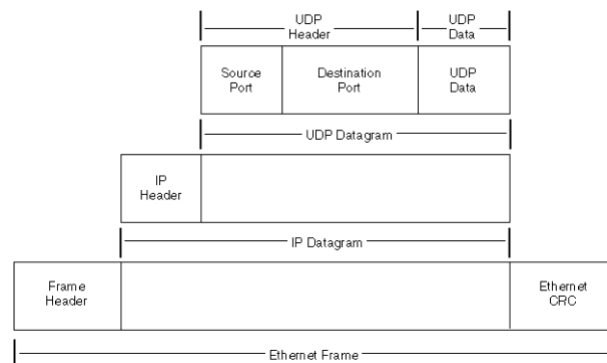 UDP
Header
UDP
Data
Source
Port
Destination
Port
UDP
Data
UDP Datagram
IP
Header
IP Datagram
Frame
Header
Ethernet
CRC
Ethernet Frame